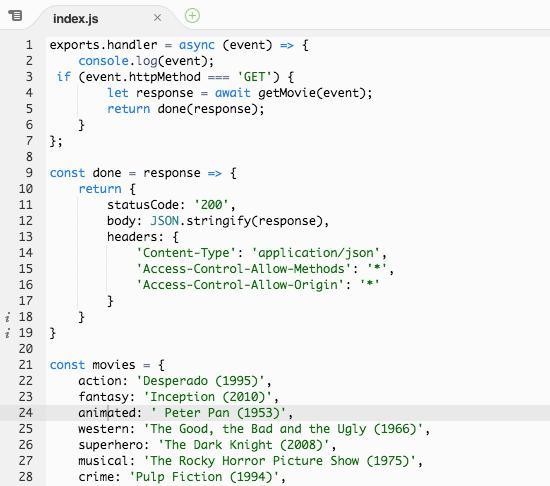 index.js
1 exports.handler = async (event) => {
2     console.log(event);
3  if (event.httpMethod === 'GET') {
4         let response = await getMovie(event);
5         return done(response);
6     }
7 };
8
9 const done = response => {
10     return {
11         statusCode: '200',
12         body: JSON.stringify(response),
13         headers: {
14             'Content-Type': 'application/json',
15             'Access-Control-Allow-Methods': '*',
16             'Access-Control-Allow-Origin': '*'
17         }
i 18     }
i 19 }
20
21 const movies = {
22     action: 'Desperado (1995)',
23     fantasy: 'Inception (2010)',
24     animated: ' Peter Pan (1953)',
25     western: 'The Good, the Bad and the Ugly (1966)',
26     superhero: 'The Dark Knight (2008)',
27     musical: 'The Rocky Horror Picture Show (1975)',
28     crime: 'Pulp Fiction (1994)',